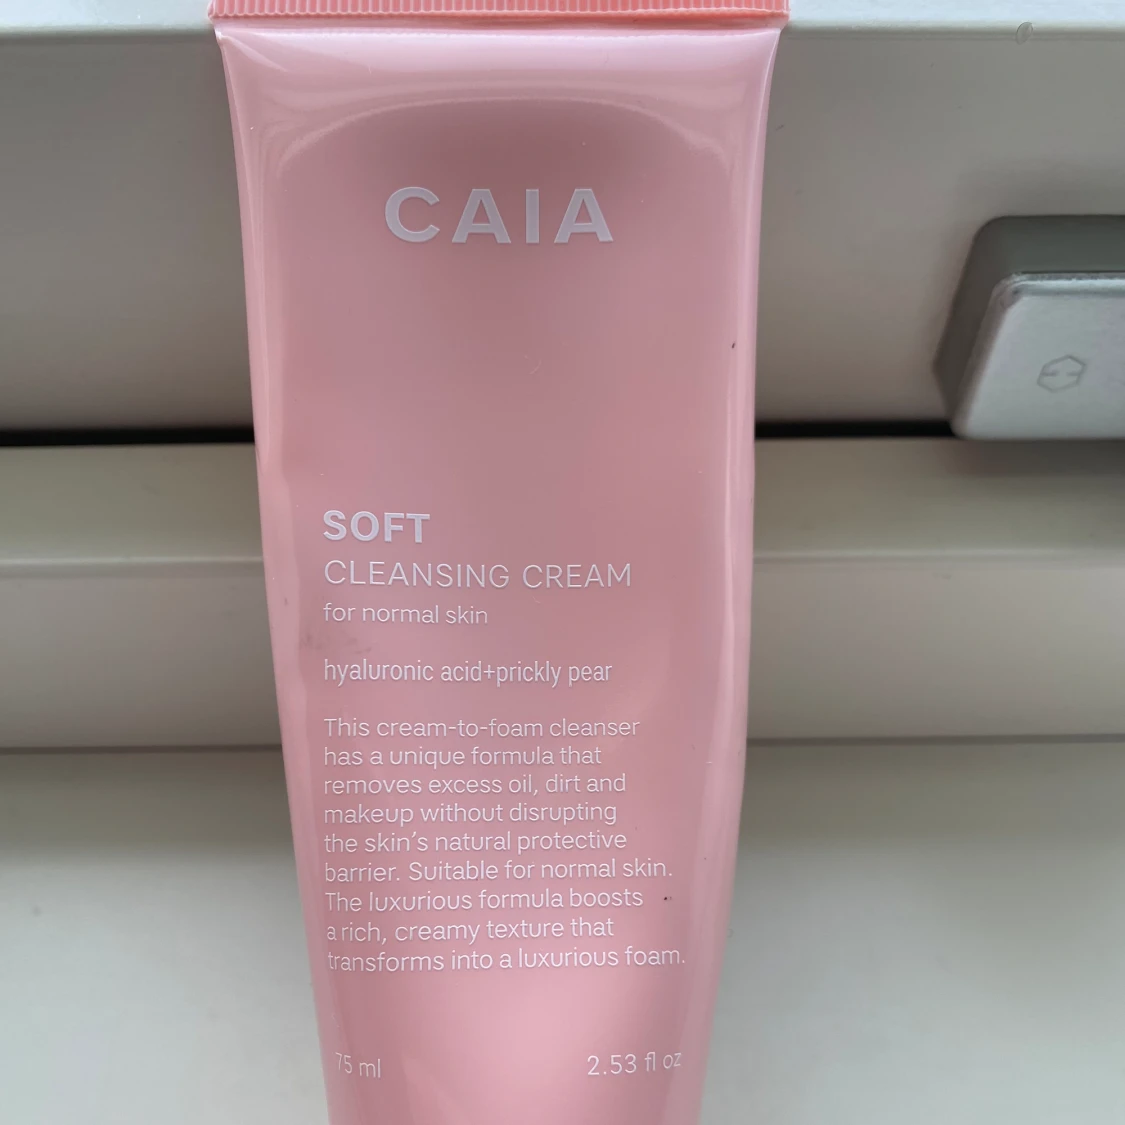 CAIA
SOFT
CLEANSING CREAM
for normal skin
hyaluronic acid+prickly pear
This cream-to-foam cleanser
has a unique formula that
removes excess oil, dirt and
makeup without disrupting
the skin's natural protective
barrier. Suitable for normal skin.
The luxurious formula boosts
a rich, creamy texture that
transforms into a luxurious foam.
75 ml
2.53 fl oz